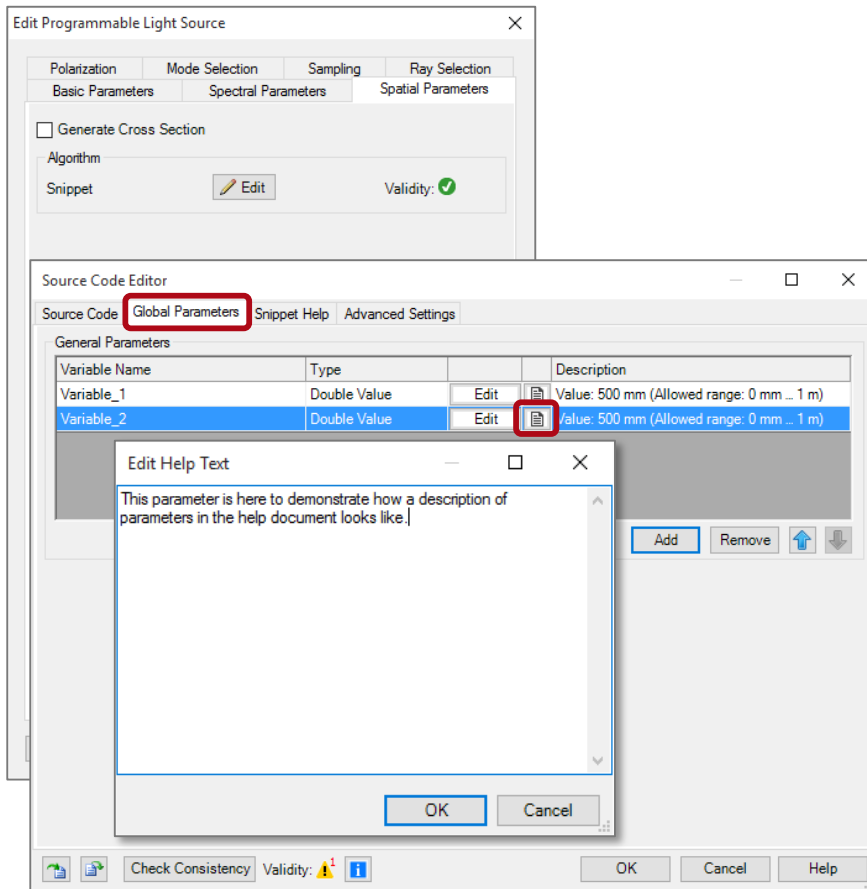 Edit Programmable Light Source
Polarization Mode Selection Sampling Ray Selection
Basic Parameters Spectral Parameters Spatial Parameters
Generate Cross Section
Algorithm
Snippet Edit Validity:
Source Code Editor
Source Code Global Parameters Snippet Help Advanced Settings
General Parameters
Variable Name Type Description
Variable_1 Double Value Edit Value: 500 mm (Allowed range: 0 mm ... 1 m)
Variable_2 Double Value Edit Value: 500 mm (Allowed range: 0 mm ... 1 m)
Edit Help Text
This parameter is here to demonstrate how a description of
parameters in the help document looks like.
Add Remove
OK Cancel
Check Consistency Validity: 1 OK Cancel Help